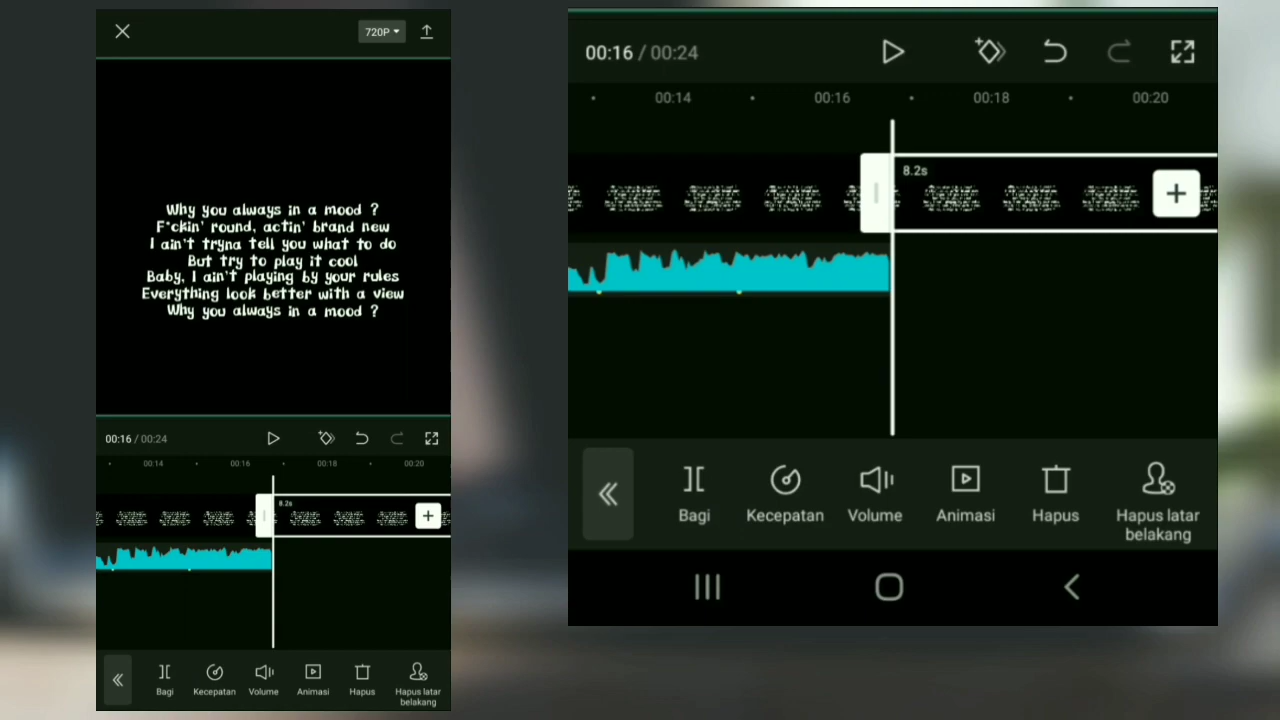 720P
Why you always in a mood ?
F*ckin' round, actin' brand new
I ain't tryna tell you what to do
But try to play it cool
Baby, I ain't playing by your rules
Everything look better with a view
Why you always in a mood ?
00:16 / 00:24
00:14 00:16 00:18 00:20
8.2s
Bagi Kecepatan Volume Animasi Hapus Hapus latar
belakang
00:16 / 00:24
00:14 00:16 00:18 00:20
8.2s
Bagi Kecepatan Volume Animasi Hapus Hapus latar
belakang